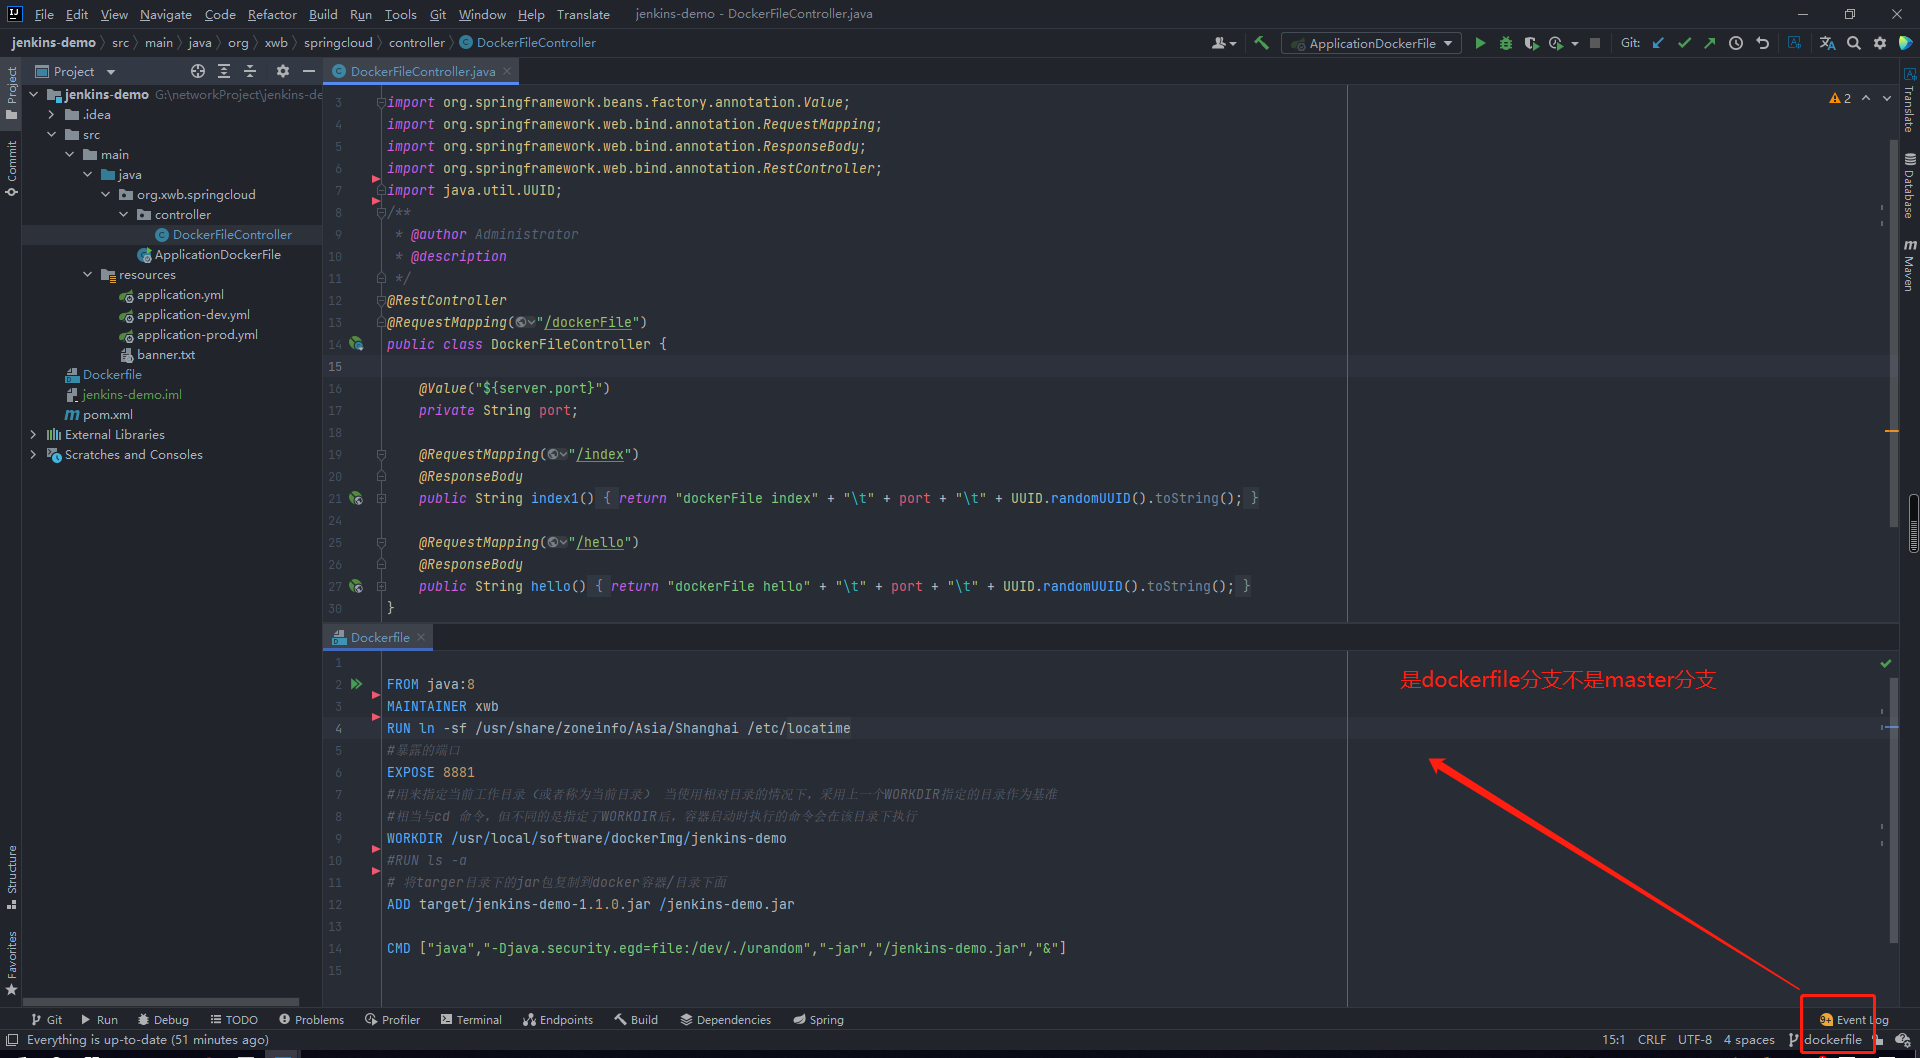 File Edit View Navigate Code Refactor Build Run Tools Git Window Help Translate jenkins-demo - DockerFileController.java
jenkins-demo src main java org xwb springcloud controller DockerFileController ApplicationDockerFile Git:
Project
DockerFileController.java
jenkins-demo G:\networkProject\jenkins-de
.idea
src
main
java
org.xwb.springcloud
controller
DockerFileController
ApplicationDockerFile
resources
application.yml
application-dev.yml
application-prod.yml
banner.txt
Dockerfile
jenkins-demo.iml
pom.xml
External Libraries
Scratches and Consoles
Project
Commit
Structure
Favorites
2
3 import org.springframework.beans.factory.annotation.Value;
4 import org.springframework.web.bind.annotation.RequestMapping;
5 import org.springframework.web.bind.annotation.ResponseBody;
6 import org.springframework.web.bind.annotation.RestController;
7 import java.util.UUID;
8 /**
9 * @author Administrator
10 * @description
11 */
12 @RestController
13 @RequestMapping("/dockerFile")
14 public class DockerFileController {
15
16 @Value("${server.port}")
17 private String port;
18
19 @RequestMapping("/index")
20 @ResponseBody
21 public String index1() { return "dockerFile index" + "\t" + port + "\t" + UUID.randomUUID().toString(); }
24
25 @RequestMapping("/hello")
26 @ResponseBody
27 public String hello() { return "dockerFile hello" + "\t" + port + "\t" + UUID.randomUUID().toString(); }
30 }
Translate
Database
Maven
Dockerfile
1
2 FROM java:8
3 MAINTAINER xwb
4 RUN ln -sf /usr/share/zoneinfo/Asia/Shanghai /etc/locatime
5 #暴露的端口
6 EXPOSE 8881
7 #用来指定当前工作目录（或者称为当前目录） 当使用相对目录的情况下，采用上一个WORKDIR指定的目录作为基准
8 #相当与cd 命令，但不同的是指定了WORKDIR后，容器启动时执行的命令会在该目录下执行
9 WORKDIR /usr/local/software/dockerImg/jenkins-demo
10 #RUN ls -a
11 # 将targer目录下的jar包复制到docker容器/目录下面
12 ADD target/jenkins-demo-1.1.0.jar /jenkins-demo.jar
13
14 CMD ["java","-Djava.security.egd=file:/dev/./urandom","-jar","/jenkins-demo.jar","&"]
15
是dockerfile分支不是master分支
Git Run Debug TODO Problems Profiler Terminal Endpoints Build Dependencies Spring 9+ Event Log
Everything is up-to-date (51 minutes ago) 15:1 CRLF UTF-8 4 spaces dockerfile